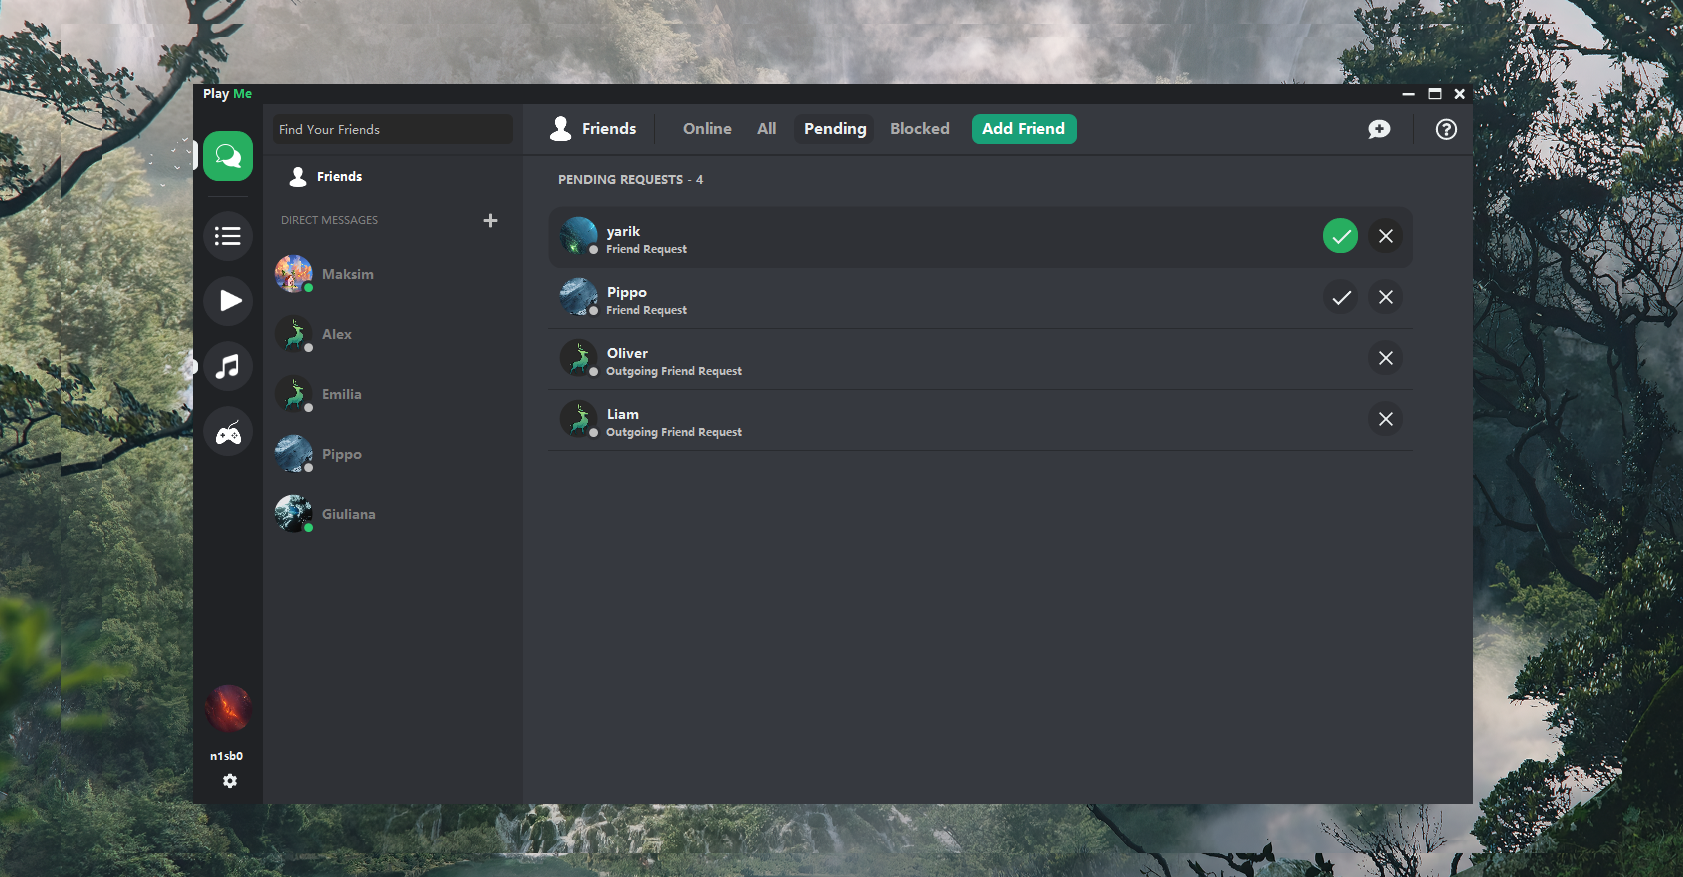 Play Me
Find Your Friends
Friends
DIRECT MESSAGES
Maksim
Alex
Emilia
Pippo
Giuliana
n1sb0
Friends Online All Pending Blocked Add Friend
PENDING REQUESTS - 4
yarik
Friend Request
Pippo
Friend Request
Oliver
Outgoing Friend Request
Liam
Outgoing Friend Request